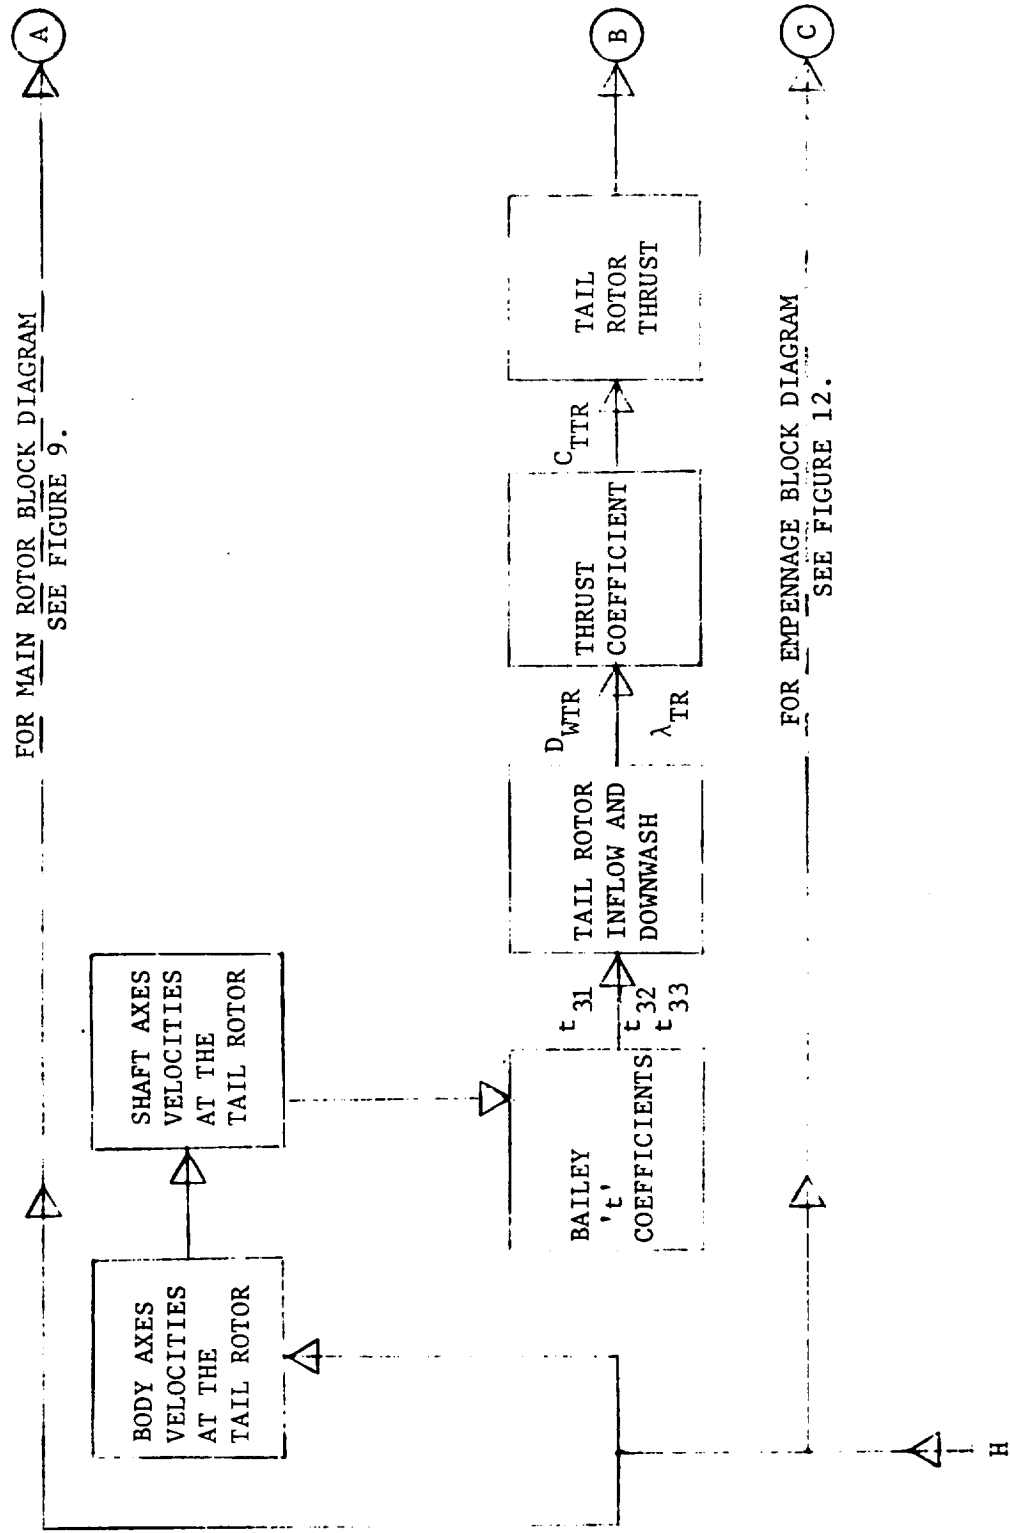 FOR MAIN ROTOR BLOCK DIAGRAM
SEE FIGURE 9.
A
BODY AXES
VELOCITIES
AT THE
TAIL ROTOR
SHAFT AXES
VELOCITIES
AT THE
TAIL ROTOR
BAILEY
't'
COEFFICIENTS
t31
t32
t33
TAIL ROTOR
INFLOW AND
DOWNWASH
DWTR
λTR
THRUST
COEFFICIENT
CTTR
TAIL
ROTOR
THRUST
B
FOR EMPENNAGE BLOCK DIAGRAM
SEE FIGURE 12.
C
H